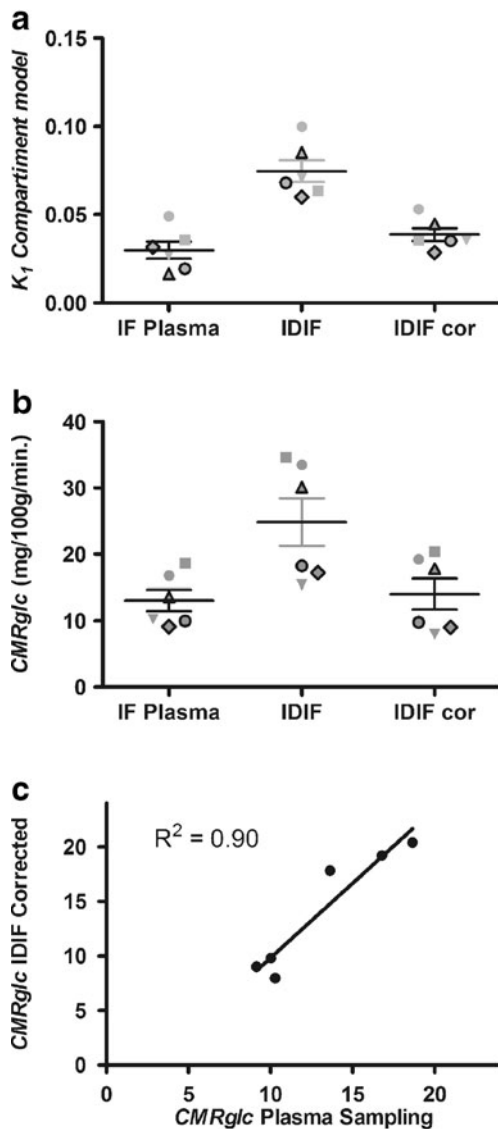 a
K1 Compartiment model
0.15
0.10
0.05
0.00
IF Plasma IDIF IDIF cor
b
CMRglc (mg/100g/min.)
40
30
20
10
0
IF Plasma IDIF IDIF cor
c
R² = 0.90
CMRglc IDIF Corrected
20
15
10
5
0
0 5 10 15 20
CMRglc Plasma Sampling